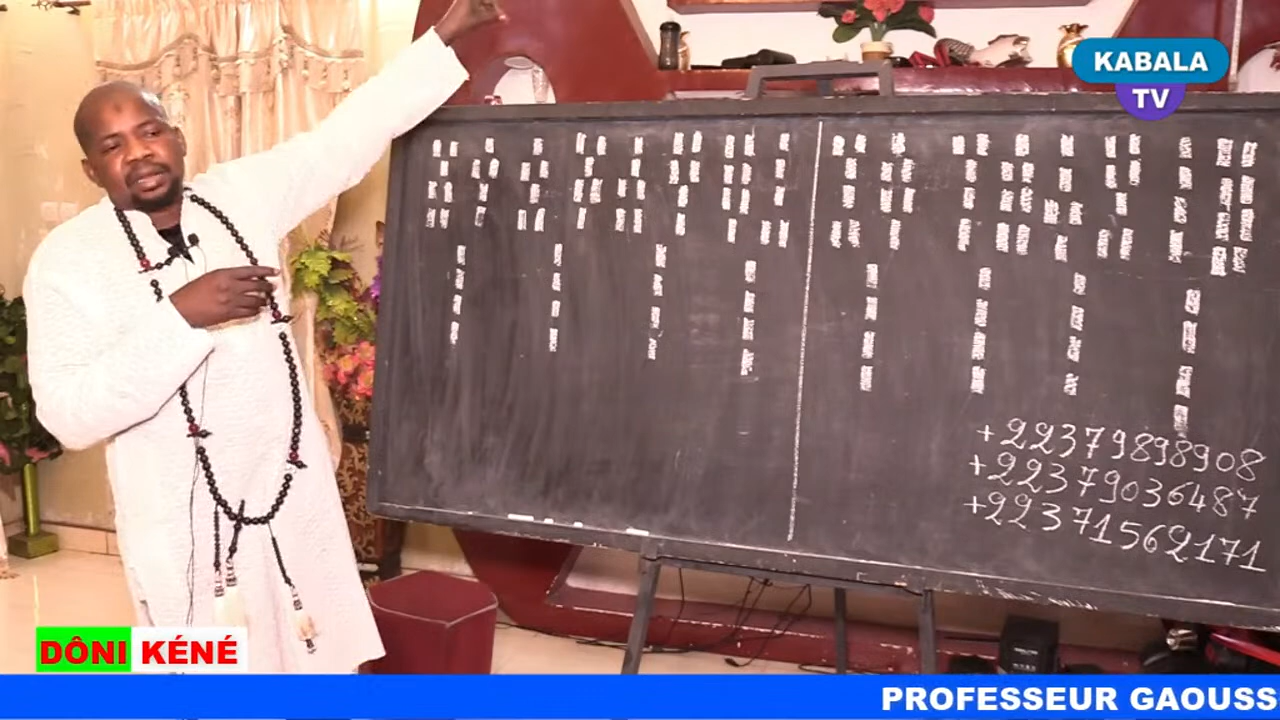 KABALA
TV
+22379898908
+22379036487
+22371562171
DÔNI KÉNÉ
PROFESSEUR GAOUSS